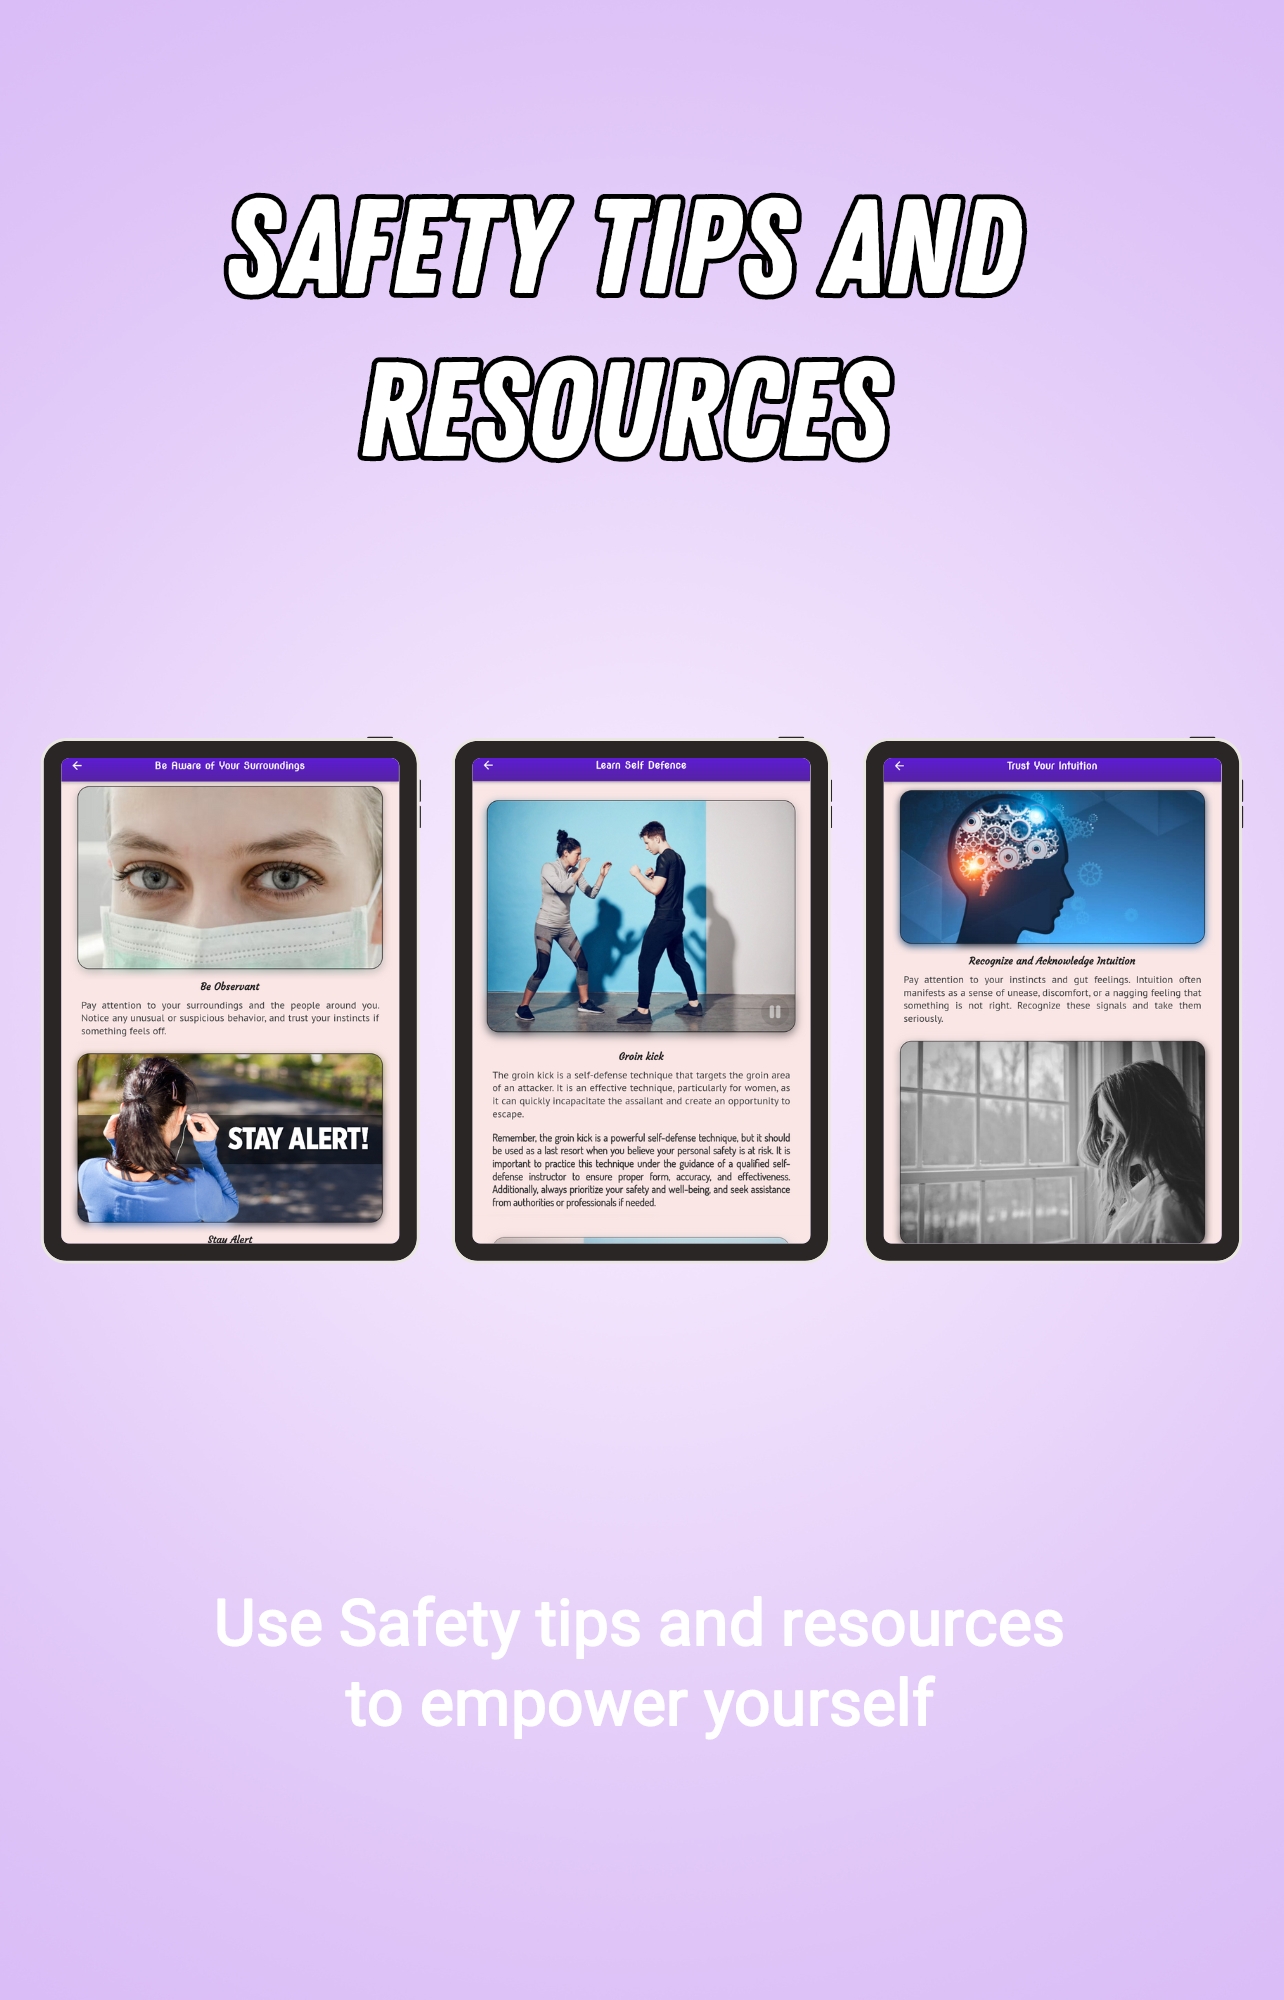 SAFETY TIPS AND
RESOURCES
Be Aware of Your Surroundings
Be Observant
Pay attention to your surroundings and the people around you.
Notice any unusual or suspicious behavior, and trust your instincts if
something feels off.
STAY ALERT!
Stay Alert
Learn Self Defence
Groin kick
The groin kick is a self-defense technique that targets the groin area
of an attacker. It is an effective technique, particularly for women, as
it can quickly incapacitate the assailant and create an opportunity to
escape.
Remember, the groin kick is a powerful self-defense technique, but it should
be used as a last resort when you believe your personal safety is at risk. It is
important to practice this technique under the guidance of a qualified self-
defense instructor to ensure proper form, accuracy, and effectiveness.
Additionally, always prioritize your safety and well-being, and seek assistance
from authorities or professionals if needed.
Trust Your Intuition
Recognize and Acknowledge Intuition
Pay attention to your instincts and gut feelings. Intuition often
manifests as a sense of unease, discomfort, or a nagging feeling that
something is not right. Recognize these signals and take them
seriously.
Use Safety tips and resources
to empower yourself